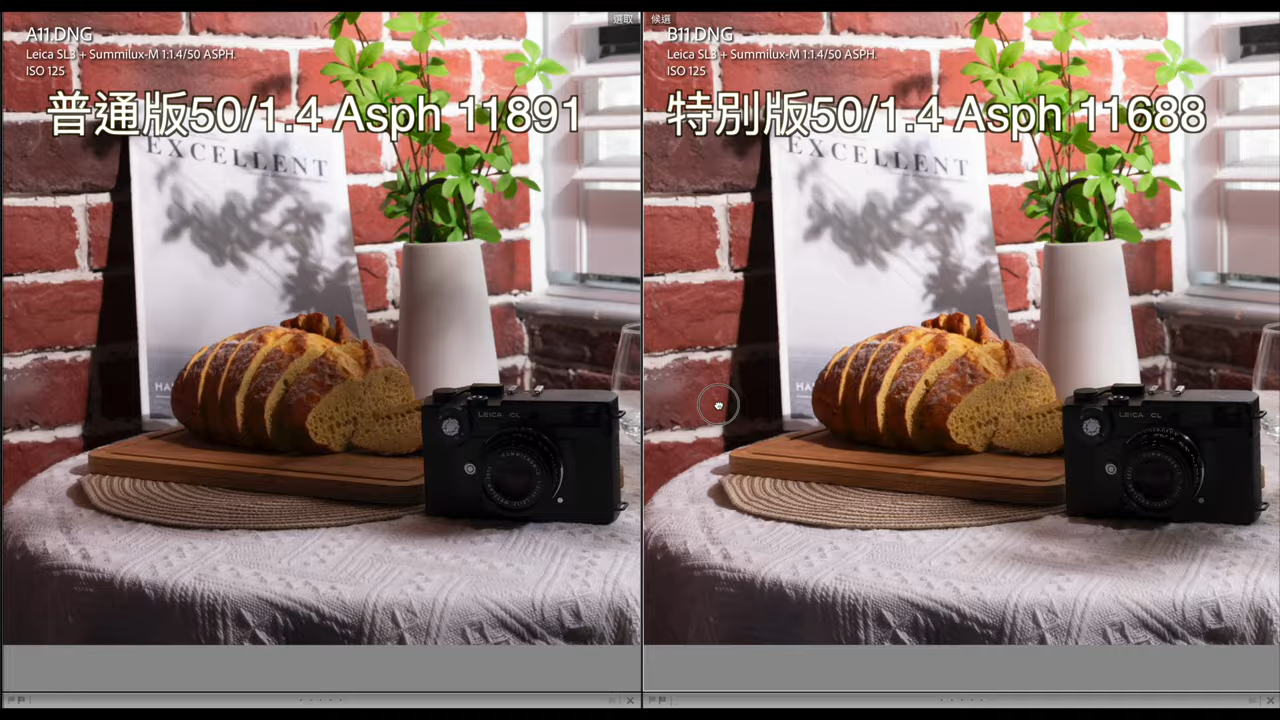 選取
A11.DNG
Leica SL3 + Summilux-M 1:1.4/50 ASPH.
ISO 125
普通版50/1.4 Asph 11891
EXCELLENT
LEICA CL
候選
B11.DNG
Leica SL3 + Summilux-M 1:1.4/50 ASPH.
ISO 125
特別版50/1.4 Asph 11688
EXCELLENT
LEICA CL